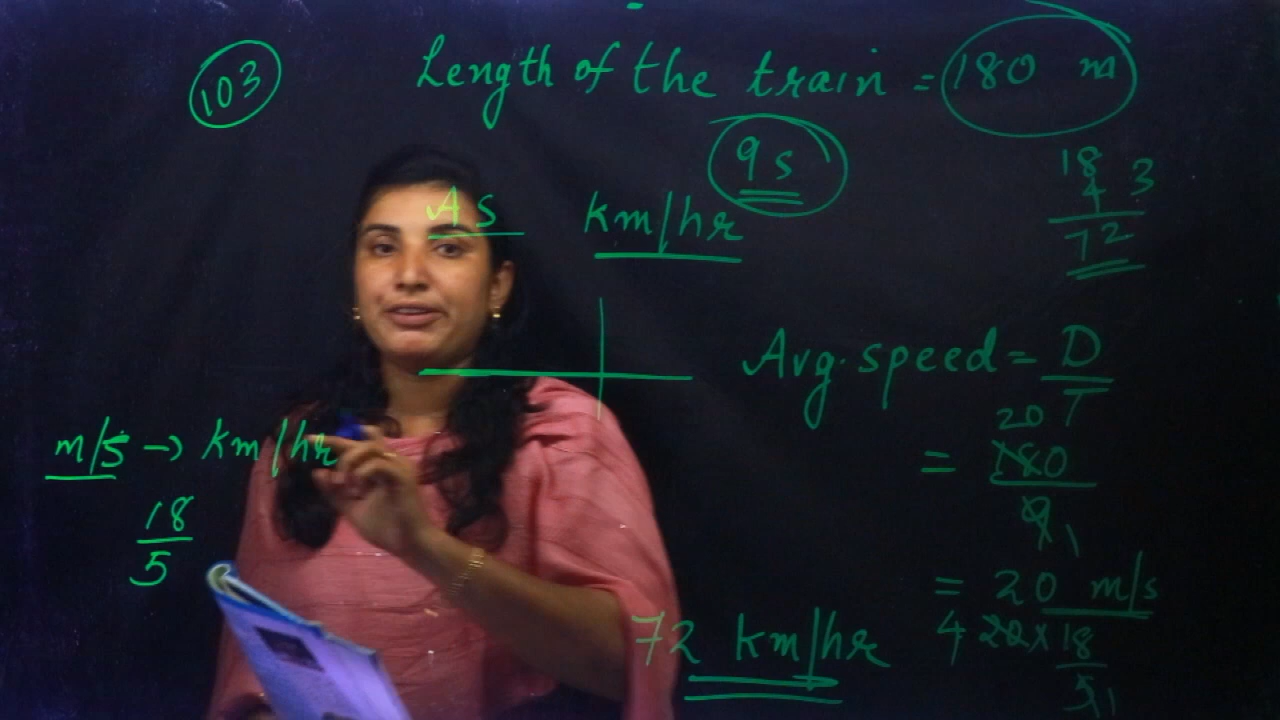 103
Length of the train = 180 m
9 s
As km/hr
18 3
4
72
Avg. speed = D
T
20
= 180
9 1
m/s → km/hr
18
5
= 20 m/s
4 20 x 18
5 1
72 km/hr